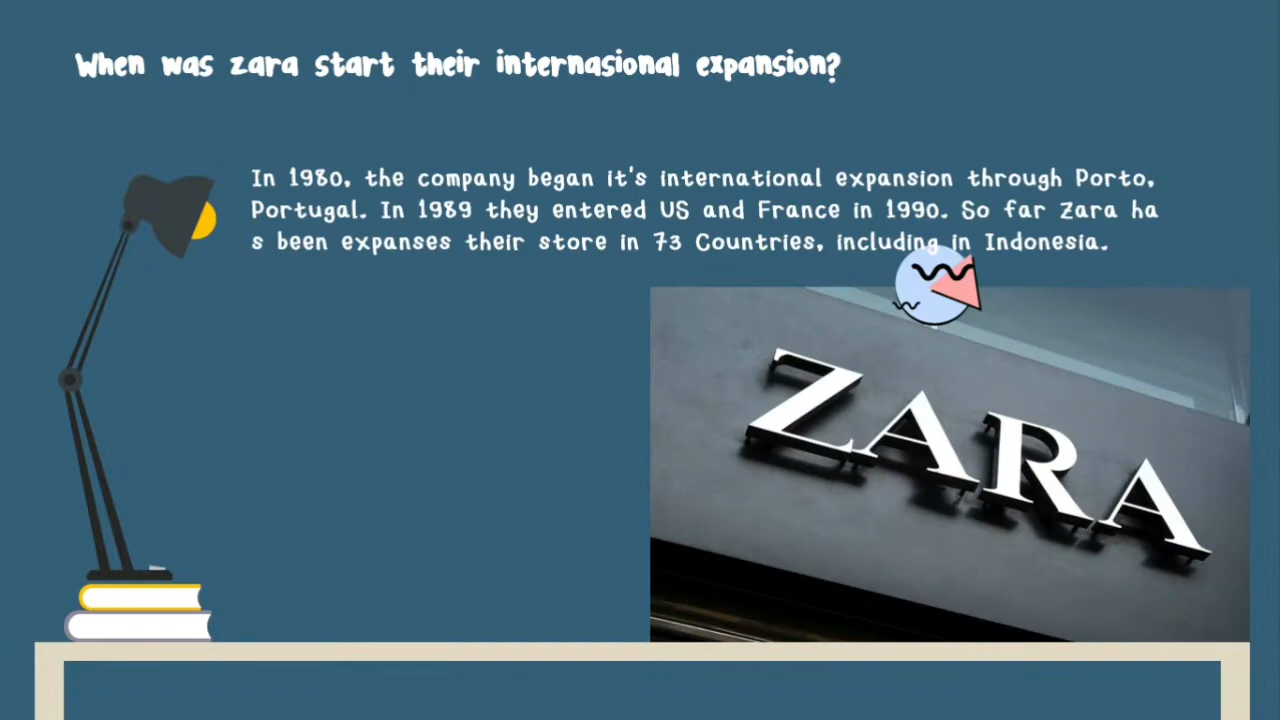 When was zara start their internasional expansion?
In 1980, the company began it's international expansion through Porto,
Portugal. In 1989 they entered US and France in 1990. So far Zara ha
s been expanses their store in 73 Countries, including in Indonesia.
ZARA